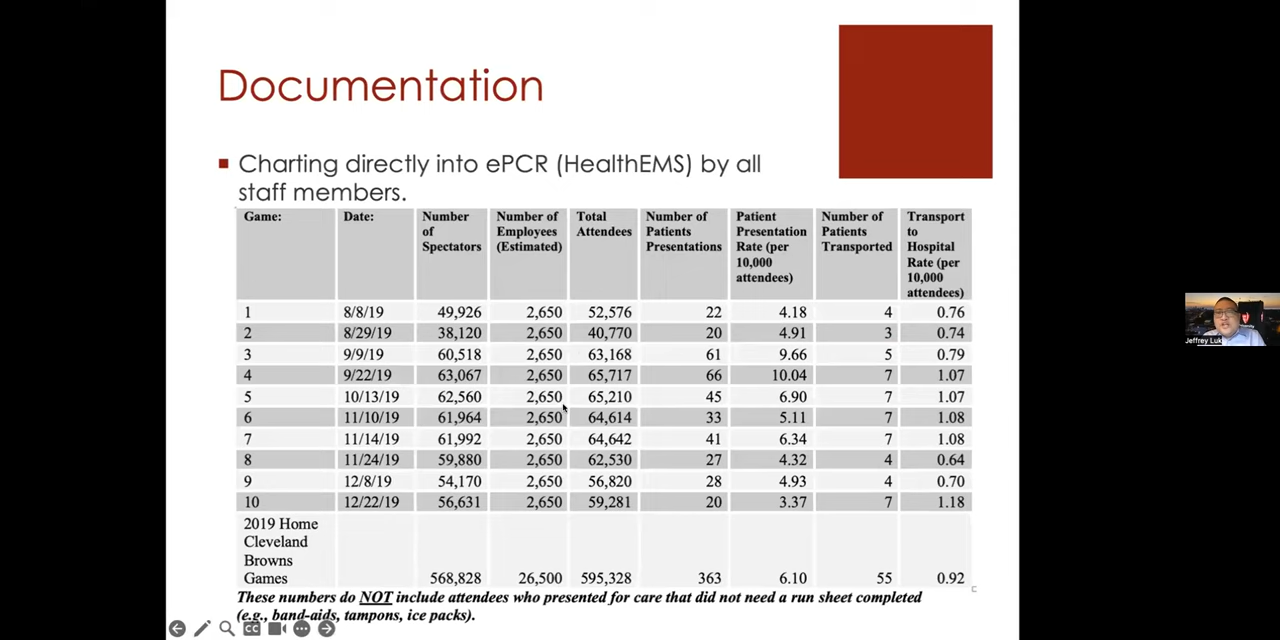 Documentation
Charting directly into ePCR (HealthEMS) by all
staff members.
Game: Date: Number of Spectators Number of Employees (Estimated) Total Attendees Number of Patients Presentations Patient Presentation Rate (per 10,000 attendees) Number of Patients Transported Transport to Hospital Rate (per 10,000 attendees)
1 8/8/19 49,926 2,650 52,576 22 4.18 4 0.76
2 8/29/19 38,120 2,650 40,770 20 4.91 3 0.74
3 9/9/19 60,518 2,650 63,168 61 9.66 5 0.79
4 9/22/19 63,067 2,650 65,717 66 10.04 7 1.07
5 10/13/19 62,560 2,650 65,210 45 6.90 7 1.07
6 11/10/19 61,964 2,650 64,614 33 5.11 7 1.08
7 11/14/19 61,992 2,650 64,642 41 6.34 7 1.08
8 11/24/19 59,880 2,650 62,530 27 4.32 4 0.64
9 12/8/19 54,170 2,650 56,820 28 4.93 4 0.70
10 12/22/19 56,631 2,650 59,281 20 3.37 7 1.18
2019 Home
Cleveland
Browns
Games 568,828 26,500 595,328 363 6.10 55 0.92
These numbers do NOT include attendees who presented for care that did not need a run sheet completed
(e.g., band-aids, tampons, ice packs).
CC
Jeffrey Luk